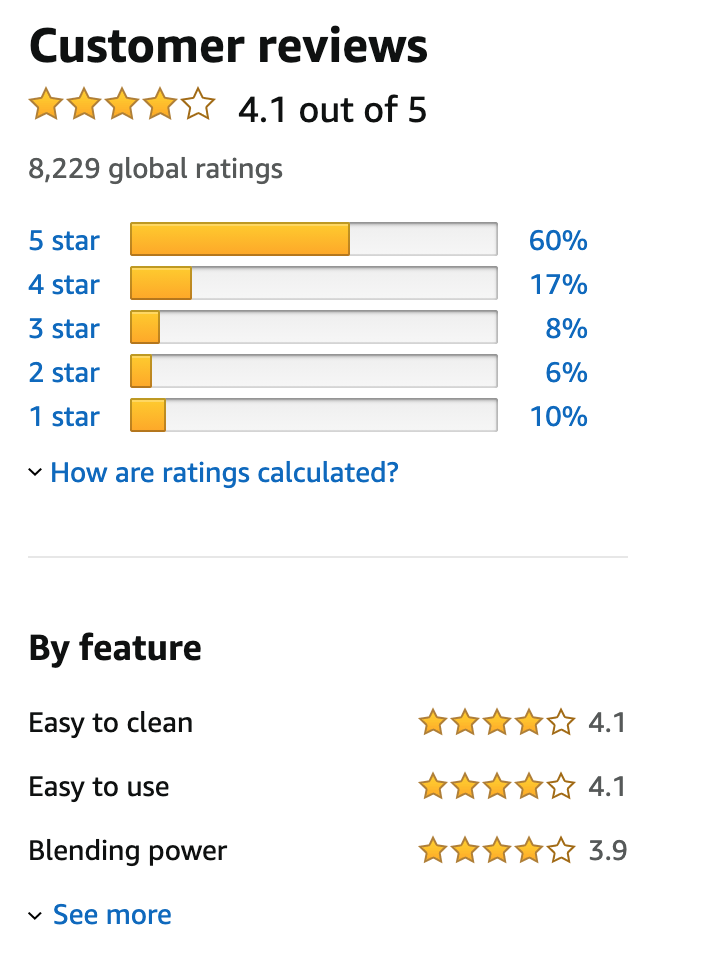 Customer reviews
4.1 out of 5
8,229 global ratings
5 star 60%
4 star 17%
3 star 8%
2 star 6%
1 star 10%
How are ratings calculated?
By feature
Easy to clean 4.1
Easy to use 4.1
Blending power 3.9
See more